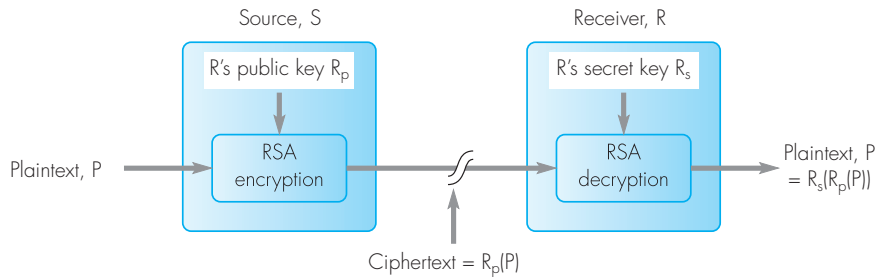 Source, S
Receiver, R
R's public key Rₚ
R's secret key Rₛ
Plaintext, P
RSA
encryption
RSA
decryption
Plaintext, P
= Rₛ(Rₚ(P))
Ciphertext = Rₚ(P)